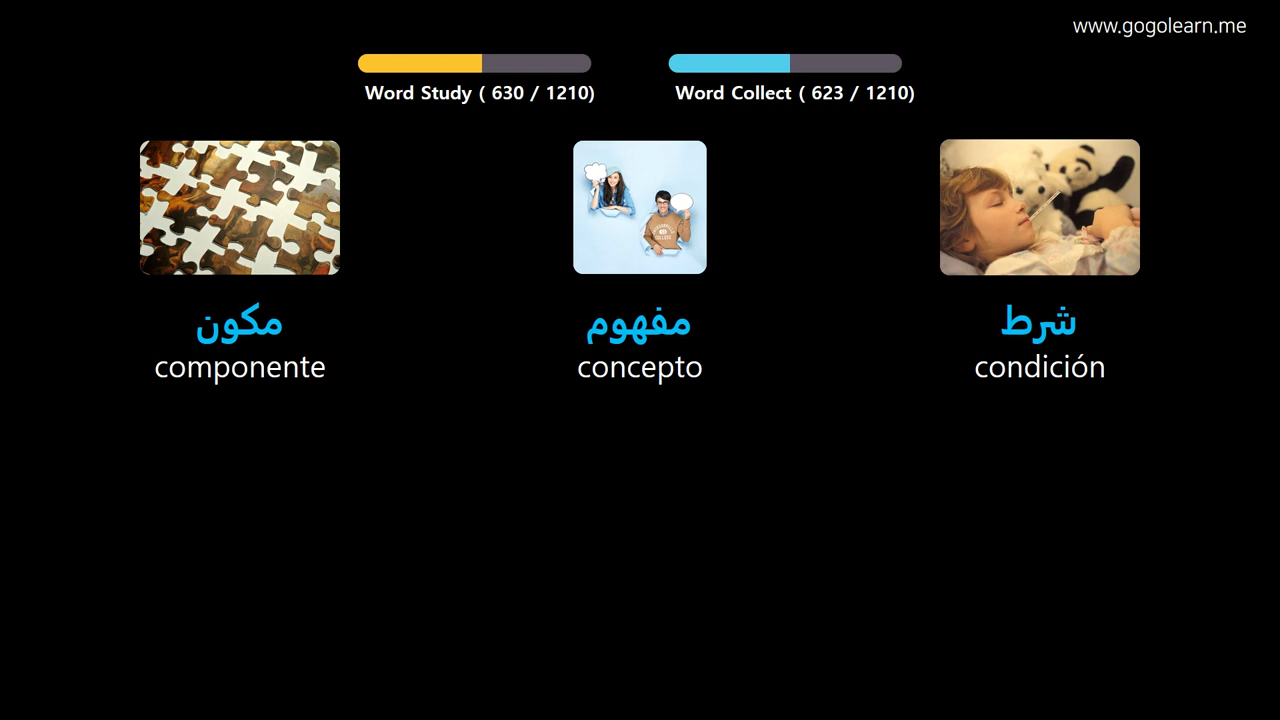 www.gogolearn.me
Word Study ( 630 / 1210)
Word Collect ( 623 / 1210)
مكون
componente
مفهوم
concepto
شرط
condición